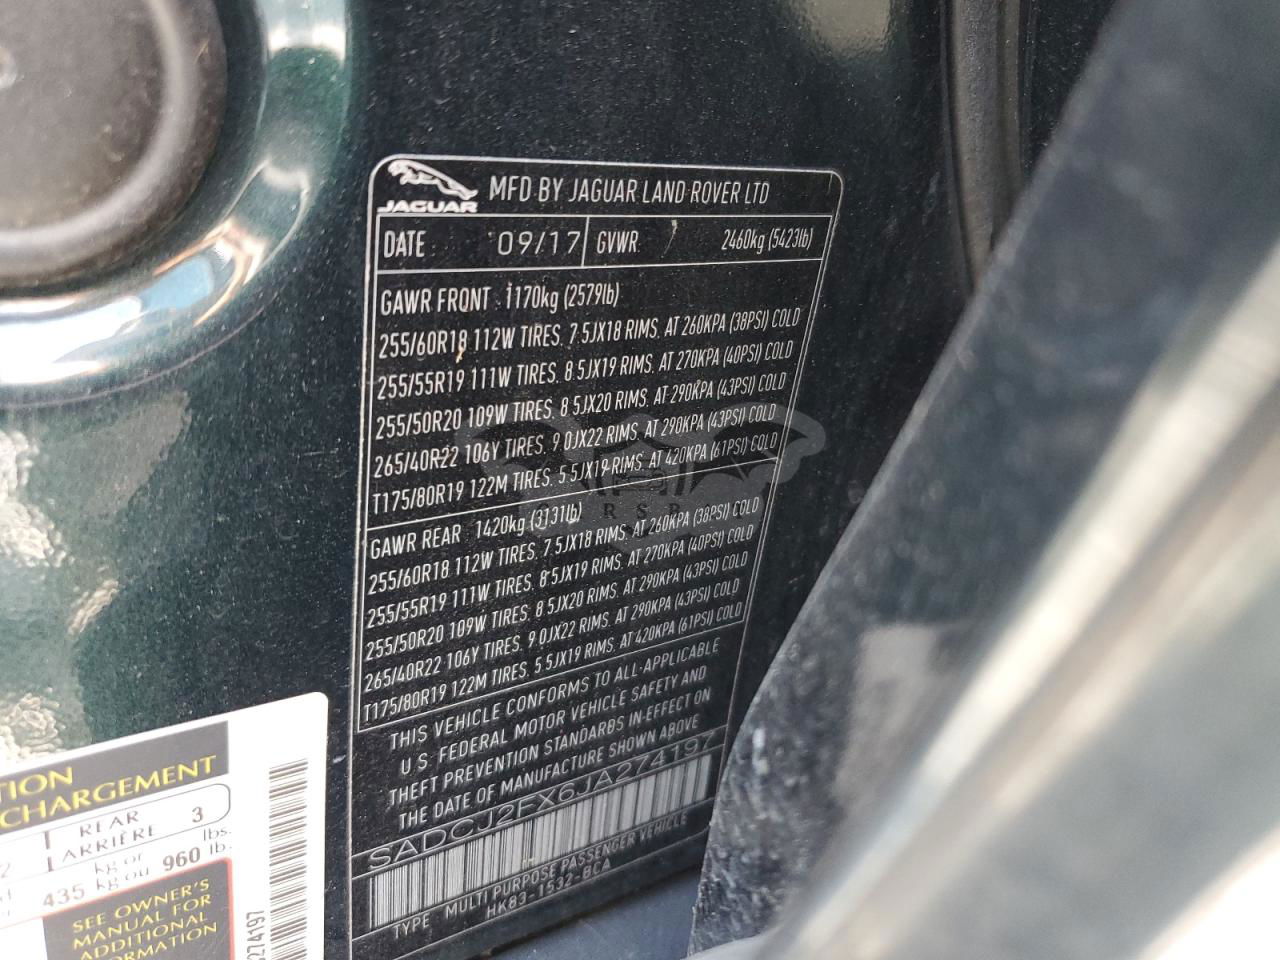 JAGUAR MFD BY JAGUAR LAND ROVER LTD
DATE 09/17 GVWR 2460kg (5423lb)
GAWR FRONT 1170kg (2579lb)
255/60R18 112W TIRES. 7.5JX18 RIMS. AT 260KPA (38PSI) COLD
255/55R19 111W TIRES. 8.5JX19 RIMS. AT 270KPA (40PSI) COLD
255/50R20 109W TIRES. 8.5JX20 RIMS. AT 290KPA (43PSI) COLD
265/40R22 106Y TIRES. 9.0JX22 RIMS. AT 290KPA (43PSI) COLD
T175/80R19 122M TIRES. 5.5JX19 RIMS. AT 420KPA (61PSI) COLD
GAWR REAR 1420kg (3131lb)
255/60R18 112W TIRES. 7.5JX18 RIMS. AT 260KPA (38PSI) COLD
255/55R19 111W TIRES. 8.5JX19 RIMS. AT 270KPA (40PSI) COLD
255/50R20 109W TIRES. 8.5JX20 RIMS. AT 290KPA (43PSI) COLD
265/40R22 106Y TIRES. 9.0JX22 RIMS. AT 290KPA (43PSI) COLD
T175/80R19 122M TIRES. 5.5JX19 RIMS. AT 420KPA (61PSI) COLD
THIS VEHICLE CONFORMS TO ALL APPLICABLE
U.S. FEDERAL MOTOR VEHICLE SAFETY AND
THEFT PREVENTION STANDARDS IN EFFECT ON
THE DATE OF MANUFACTURE SHOWN ABOVE
SADCJ2FX6JA274197
TYPE MULTI PURPOSE PASSENGER VEHICLE
HK83-1532-BCA
RSP
TION
CHARGEMENT
2 REAR 3
ARRIÈRE
kg or lbs.
435 kg ou 960 lb.
SEE OWNER'S
MANUAL FOR
ADDITIONAL
ORMATION
274197